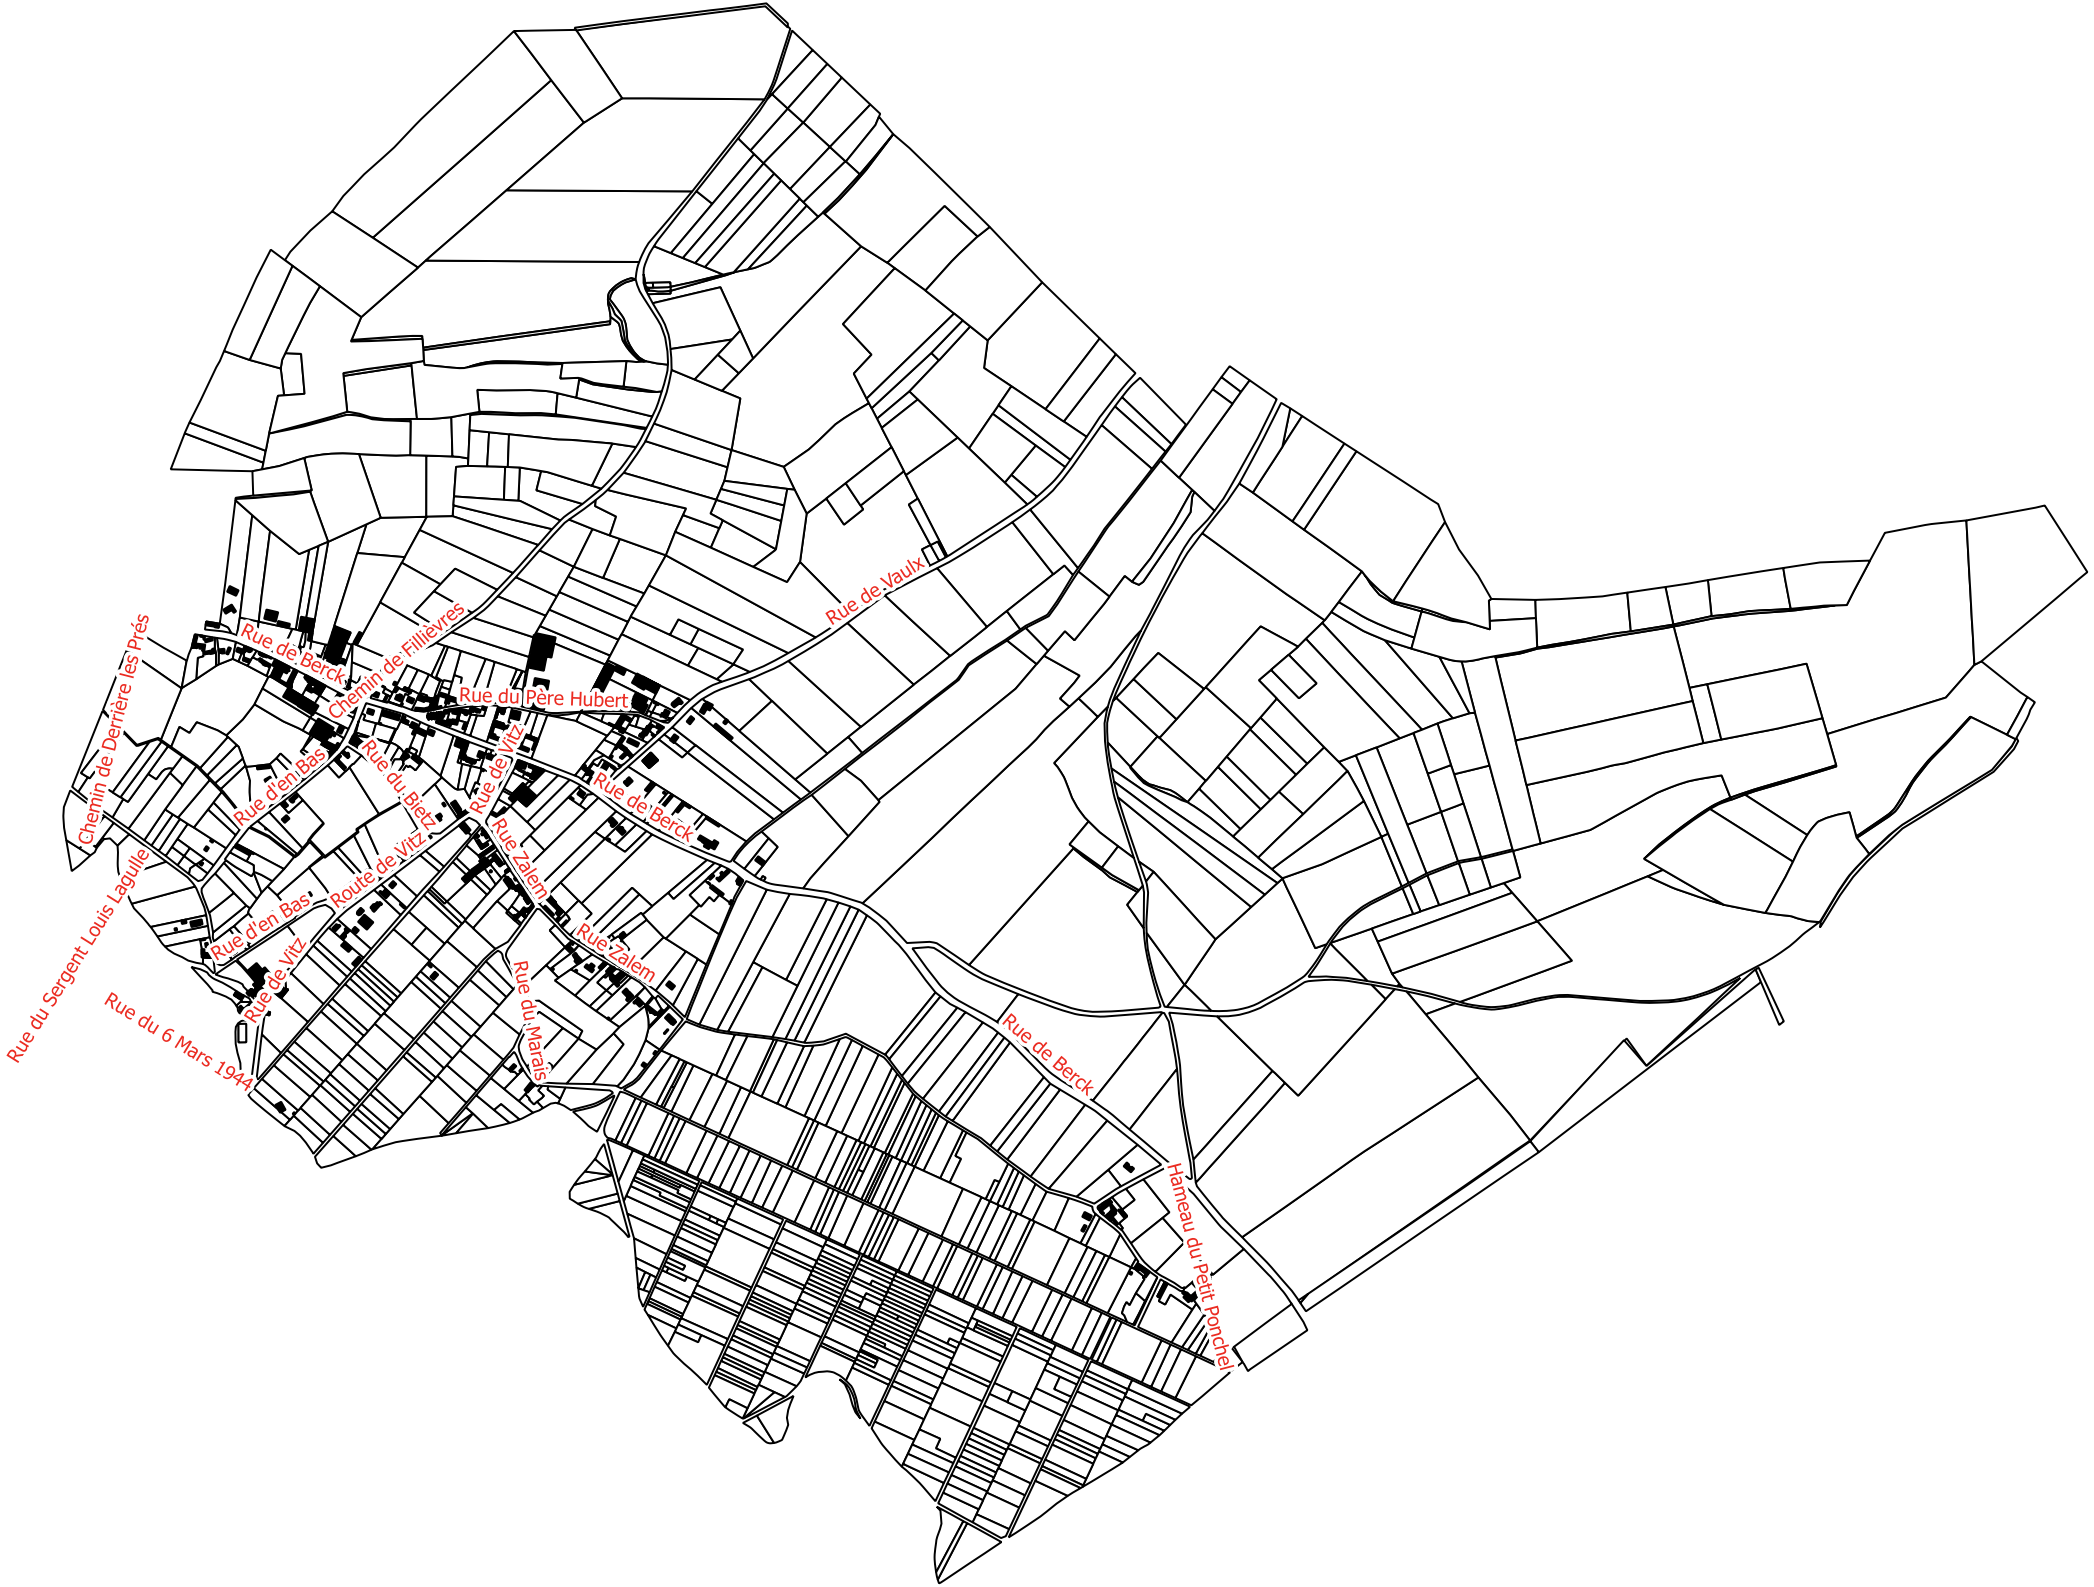 Rue de Vaulx
Chemin de Derrière les Prés
Rue de Berck
Chemin de Fillièvres
Rue du Père Hubert
Rue d'en Bas
Rue du Bietz
Rue de Vitz
Rue de Berck
Rue Zalem
Route de Vitz
Rue du Sergent Louis Lagulle
Rue d'en Bas
Rue de Vitz
Rue Zalem
Rue du Marais
Rue du 6 Mars 1944
Rue de Berck
Hameau du Petit Ponchel